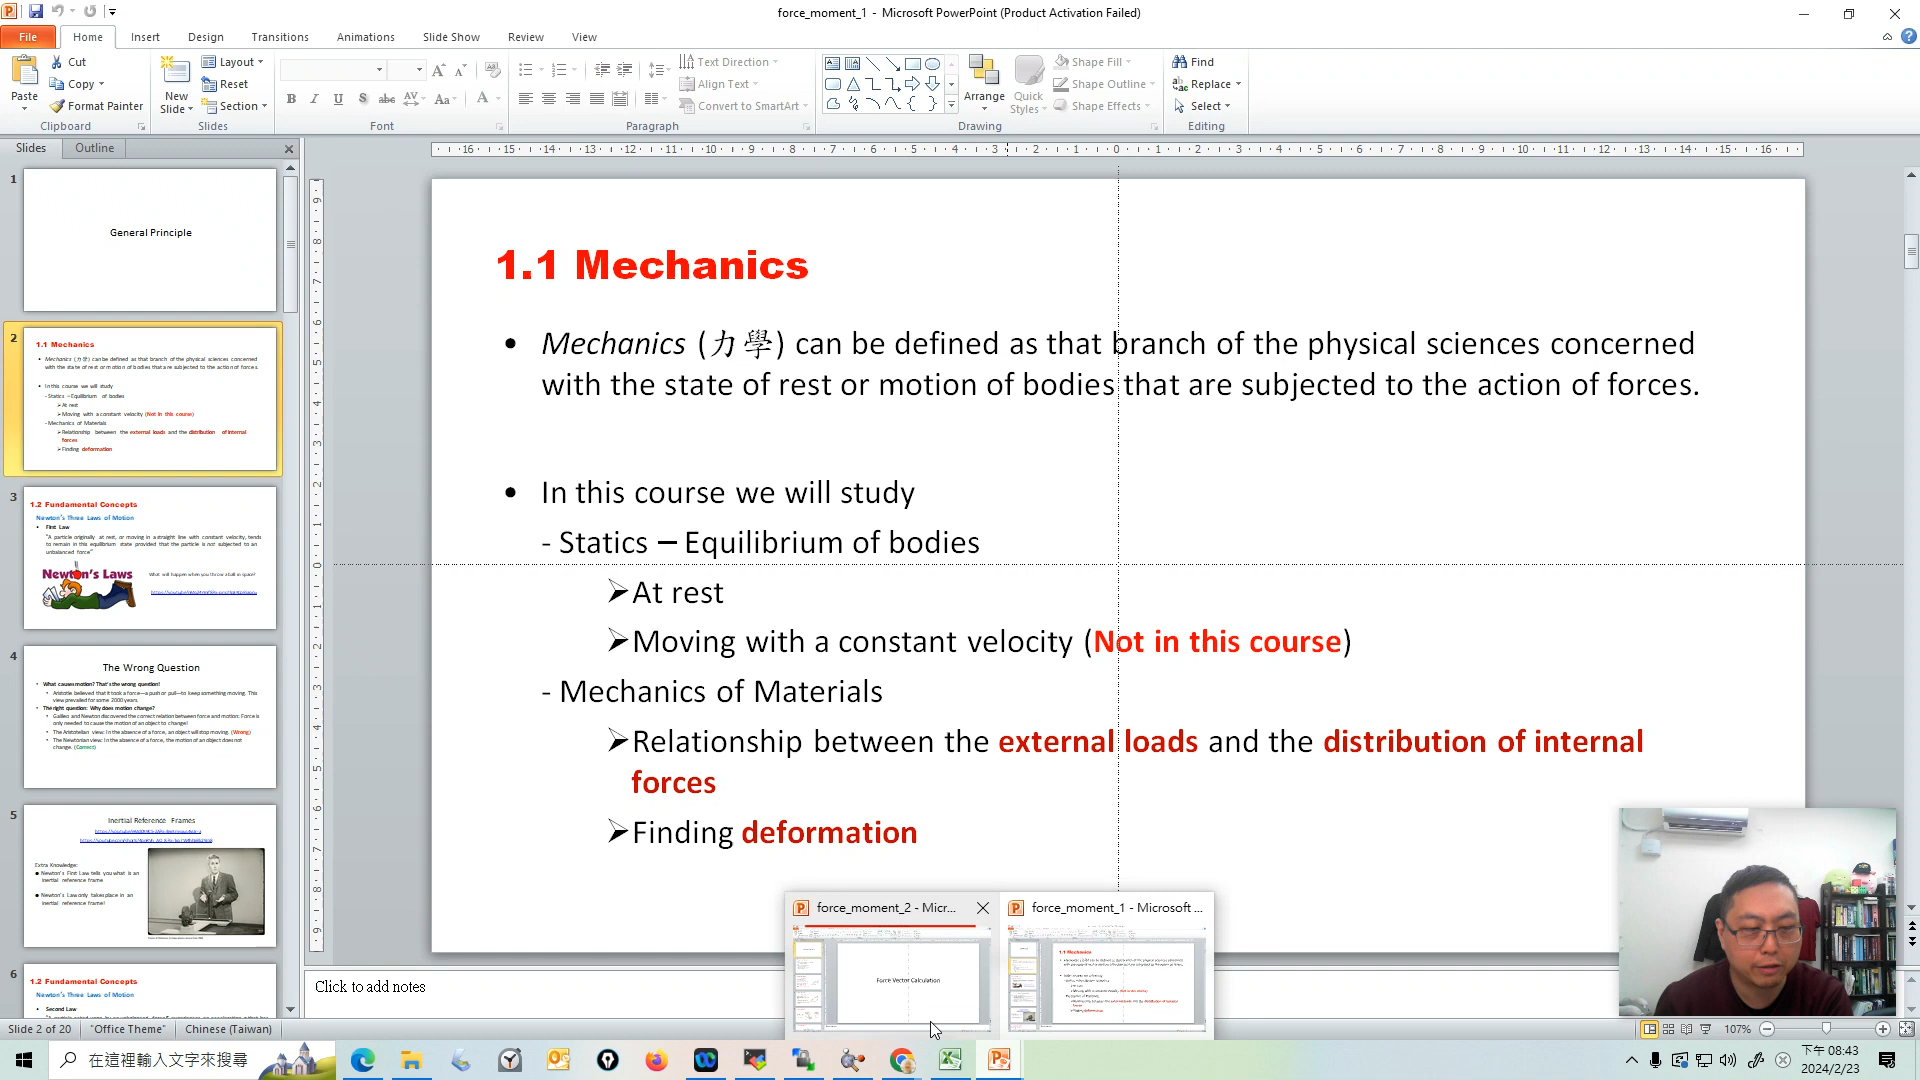 force_moment_1 - Microsoft PowerPoint (Product Activation Failed)
File Home Insert Design Transitions Animations Slide Show Review View
Paste Cut Copy Format Painter Clipboard
New Slide Layout Reset Section Slides
Font
Text Direction Align Text Convert to SmartArt Paragraph
Arrange Quick Styles Shape Fill Shape Outline Shape Effects Drawing
Find Replace Select Editing
Slides Outline
1
General Principle
2
1.1 Mechanics
• Mechanics (力學) can be defined as that branch of the physical sciences concerned
with the state of rest or motion of bodies that are subjected to the action of forces.
• In this course we will study
- Statics – Equilibrium of bodies
➢At rest
➢Moving with a constant velocity (Not in this course)
- Mechanics of Materials
➢Relationship between the external loads and the distribution of internal
forces
➢Finding deformation
3
1.2 Fundamental Concepts
Newton's Three Laws of Motion
• First Law
"A particle originally at rest, or moving in a straight line with constant velocity, tends
to remain in this equilibrium state provided that the particle is not subjected to an
unbalanced force"
Newton's Laws
What will happen when you throw a ball in space?
4
The Wrong Question
• What causes motion? That's the wrong question!
• Aristotle believed that it took a force—a push or pull—to keep something moving. This
view prevailed for some 2000 years.
• The right question: Why does motion change?
• Galileo and Newton discovered the correct relation between force and motion: Force is
only needed to cause the motion of an object to change!
• The Aristotelian view: In the absence of a force, an object will stop moving. (Wrong)
• The Newtonian view: In the absence of a force, the motion of an object does not
change. (Correct)
5
Inertial Reference Frames
Extra Knowledge:
● Newton's First Law tells you what is an
inertial reference frame
● Newton's Law only takes place in an
inertial reference frame!
6
1.2 Fundamental Concepts
Newton's Three Laws of Motion
• Second Law
1.1 Mechanics
• Mechanics (力學) can be defined as that branch of the physical sciences concerned
with the state of rest or motion of bodies that are subjected to the action of forces.
• In this course we will study
- Statics – Equilibrium of bodies
➢At rest
➢Moving with a constant velocity (Not in this course)
- Mechanics of Materials
➢Relationship between the external loads and the distribution of internal
forces
➢Finding deformation
force_moment_2 - Micr... force_moment_1 - Microsoft ...
Force Vector Calculation
Click to add notes
Slide 2 of 20 "Office Theme" Chinese (Taiwan) 107%
在這裡輸入文字來搜尋
下午 08:43
2024/2/23